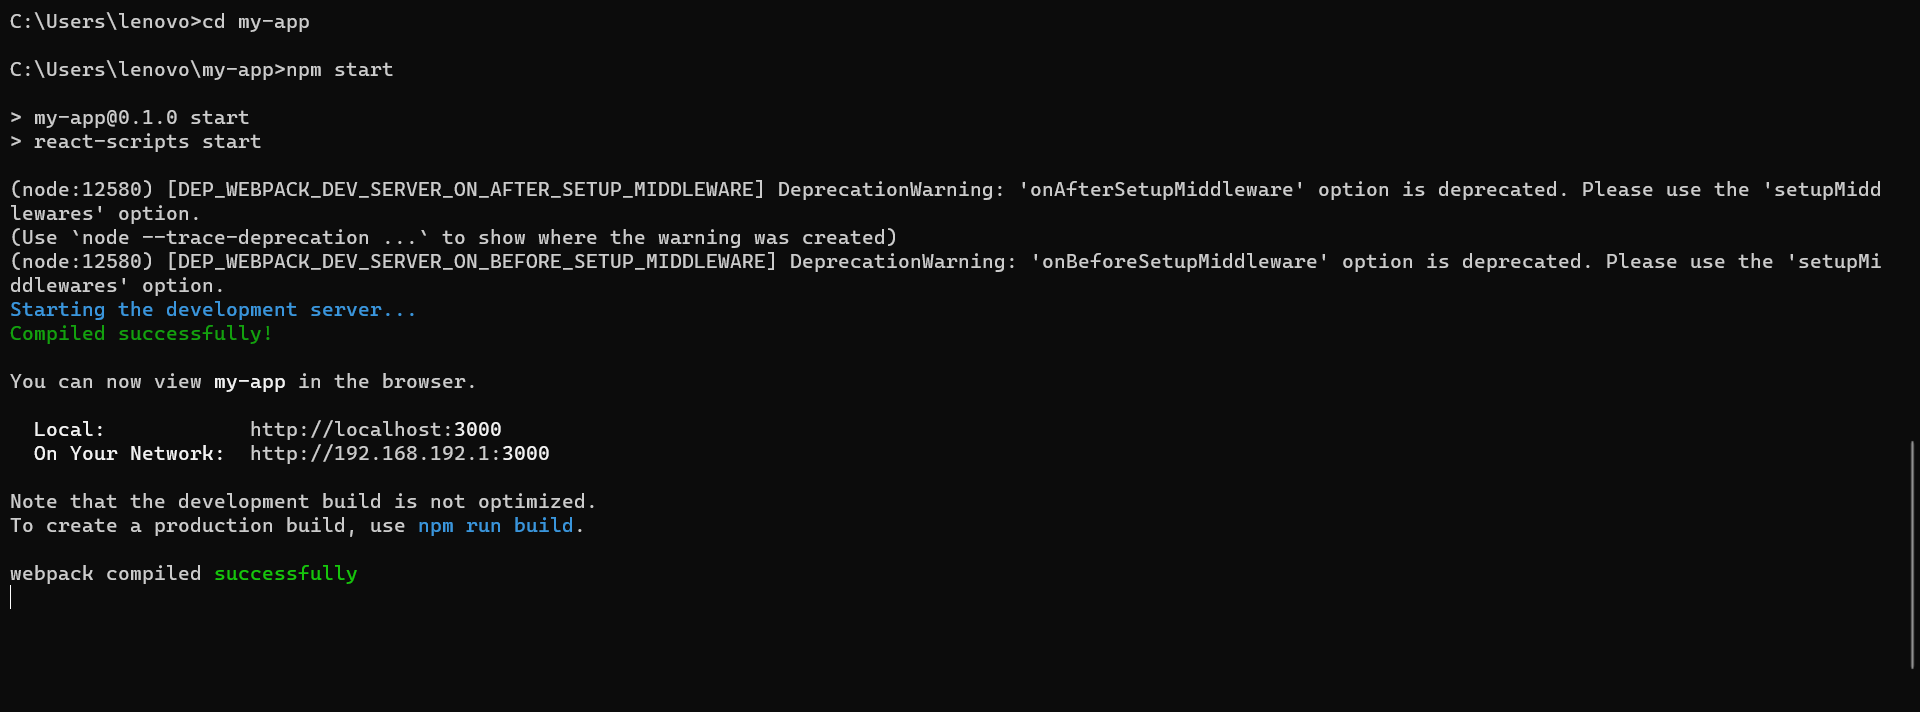 C:\Users\lenovo>cd my-app
C:\Users\lenovo\my-app>npm start
> my-app@0.1.0 start
> react-scripts start
(node:12580) [DEP_WEBPACK_DEV_SERVER_ON_AFTER_SETUP_MIDDLEWARE] DeprecationWarning: 'onAfterSetupMiddleware' option is deprecated. Please use the 'setupMidd
lewares' option.
(Use `node --trace-deprecation ...` to show where the warning was created)
(node:12580) [DEP_WEBPACK_DEV_SERVER_ON_BEFORE_SETUP_MIDDLEWARE] DeprecationWarning: 'onBeforeSetupMiddleware' option is deprecated. Please use the 'setupMi
ddlewares' option.
Starting the development server...
Compiled successfully!
You can now view my-app in the browser.
Local: http://localhost:3000
On Your Network: http://192.168.192.1:3000
Note that the development build is not optimized.
To create a production build, use npm run build.
webpack compiled successfully